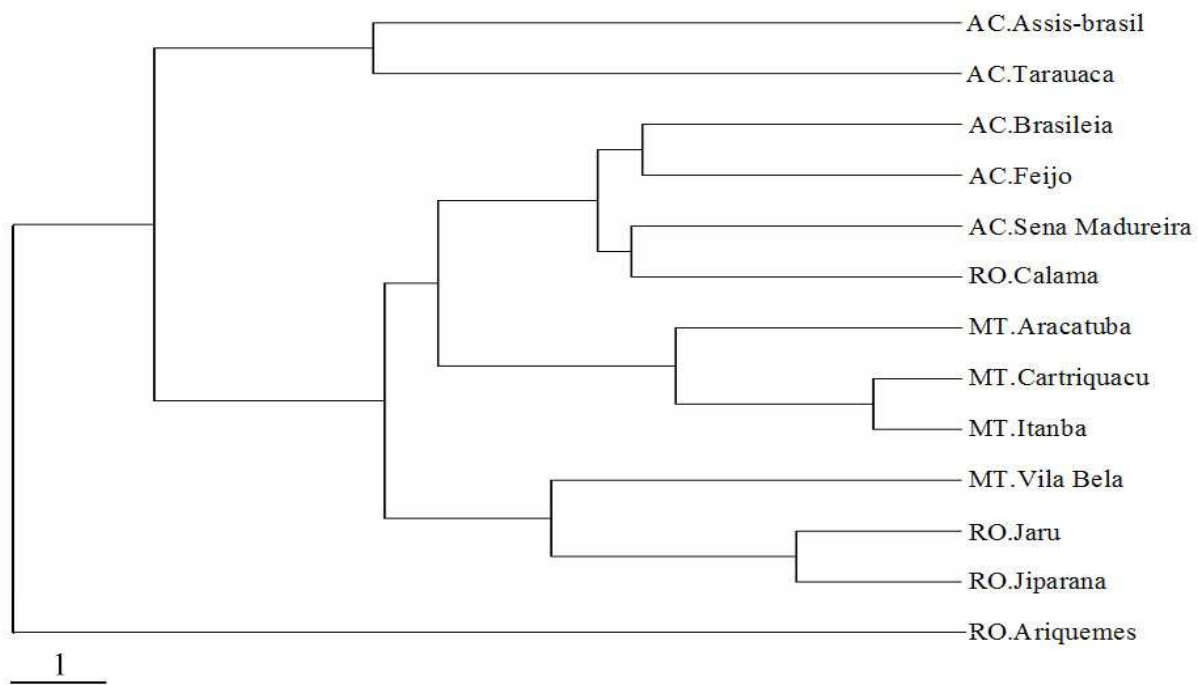 AC.Assis-brasil
AC.Tarauaca
AC.Brasileia
AC.Feijo
AC.Sena Madureira
RO.Calama
MT.Aracatuba
MT.Cartriquacu
MT.Itanba
MT.Vila Bela
RO.Jaru
RO.Jiparana
RO.Ariquemes
1